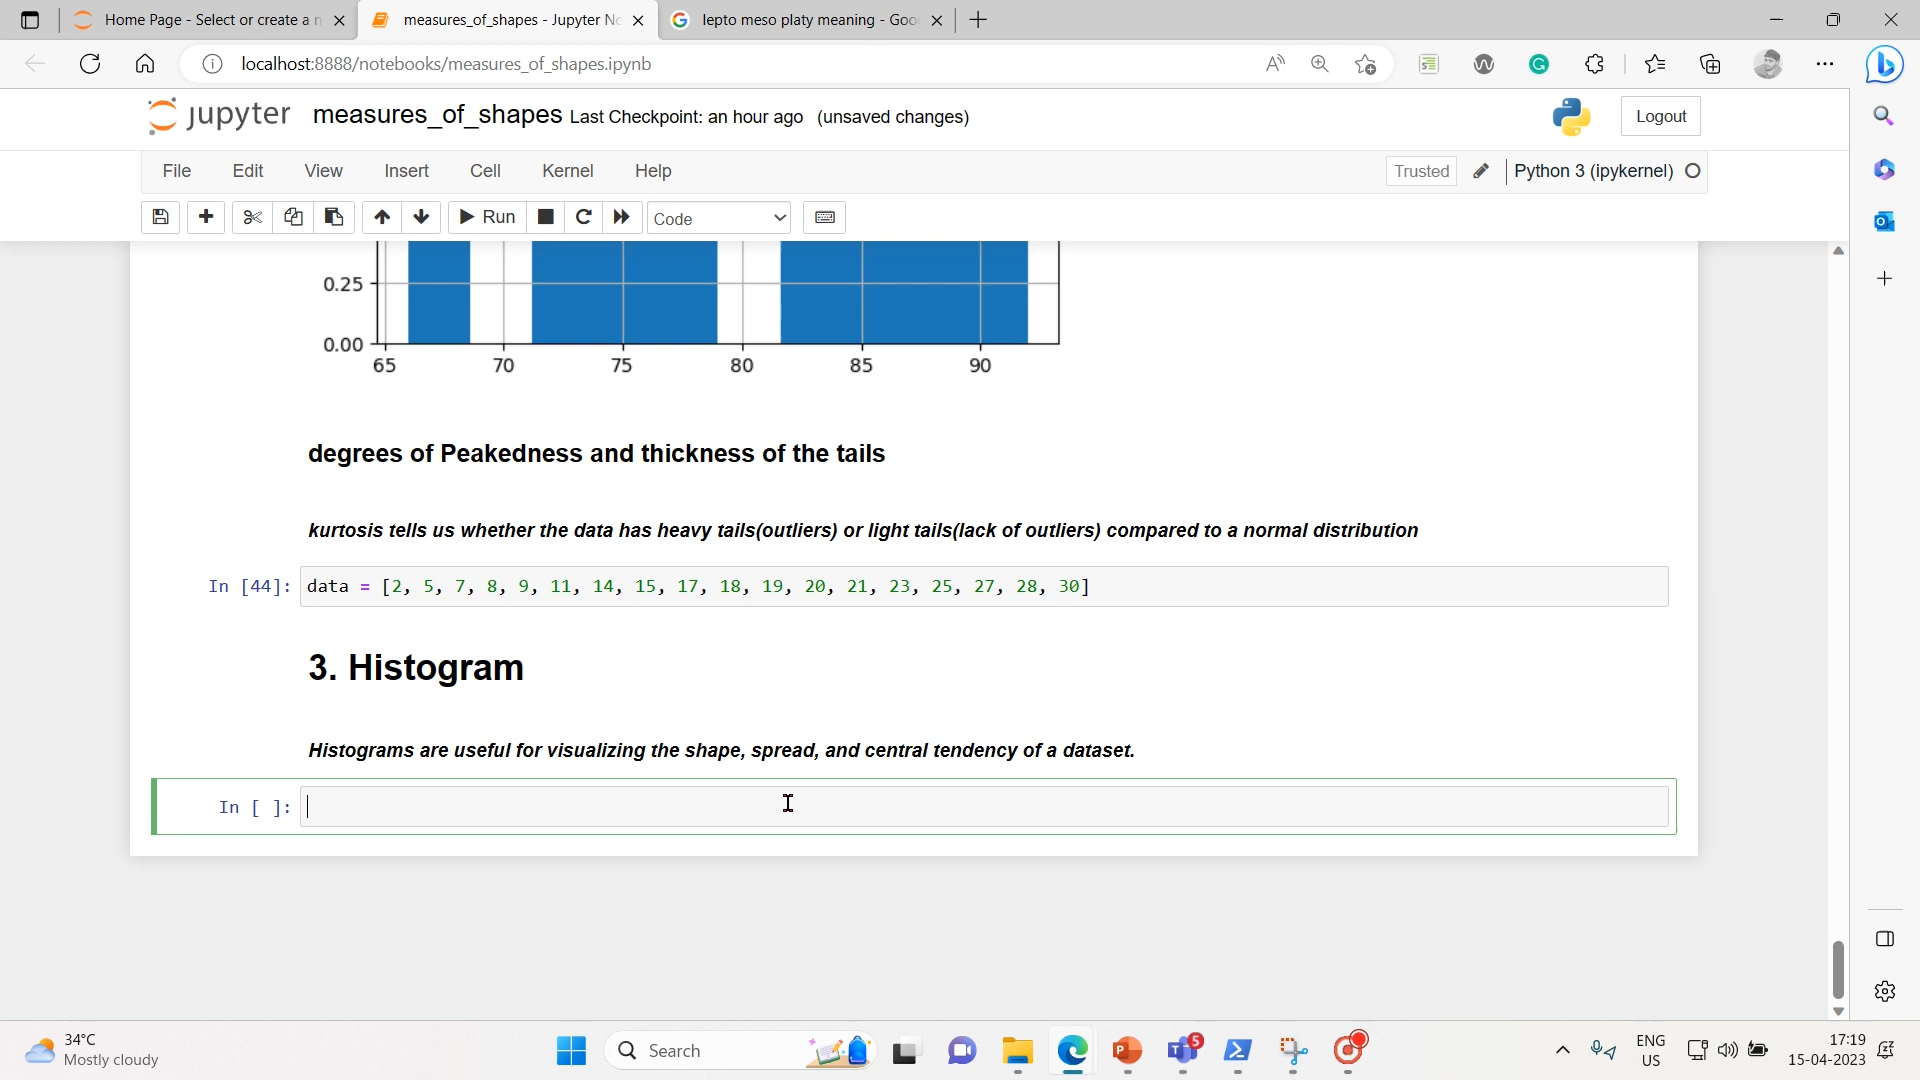 Home Page - Select or create a n
measures_of_shapes - Jupyter No
lepto meso platy meaning - Goo
localhost:8888/notebooks/measures_of_shapes.ipynb
jupyter measures_of_shapes Last Checkpoint: an hour ago (unsaved changes)
Logout
File Edit View Insert Cell Kernel Help
Trusted Python 3 (ipykernel)
Run Code
0.25
0.00
65 70 75 80 85 90
degrees of Peakedness and thickness of the tails
kurtosis tells us whether the data has heavy tails(outliers) or light tails(lack of outliers) compared to a normal distribution
In [44]: data = [2, 5, 7, 8, 9, 11, 14, 15, 17, 18, 19, 20, 21, 23, 25, 27, 28, 30]
3. Histogram
Histograms are useful for visualizing the shape, spread, and central tendency of a dataset.
In [ ]:
34°C
Mostly cloudy
Search
5
ENG
US
17:19
15-04-2023